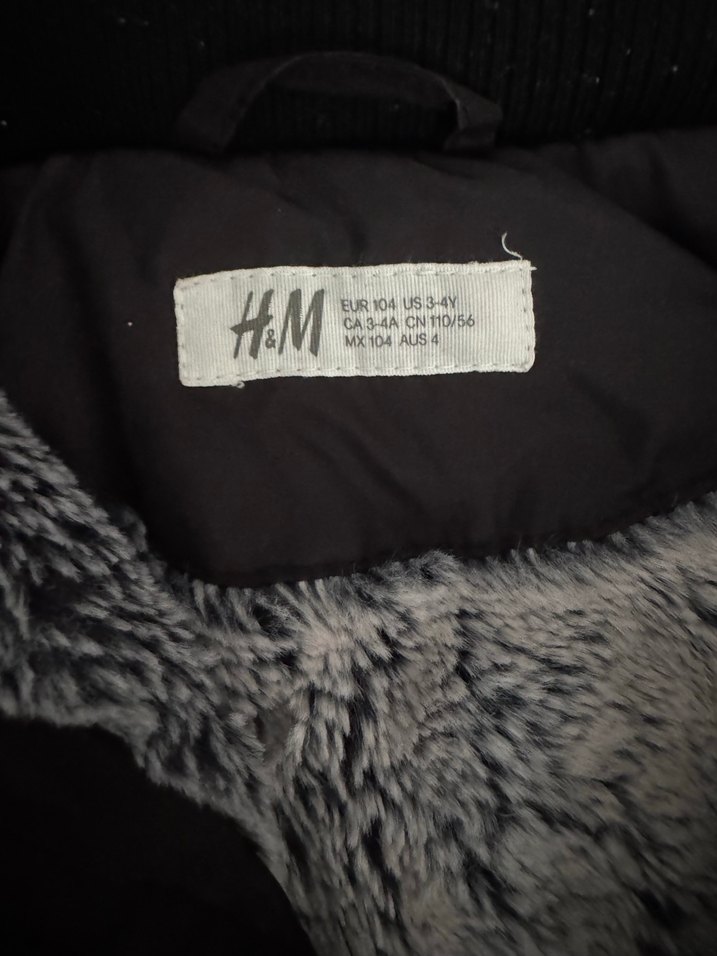 H&M
EUR 104 US 3-4Y
CA 3-4A CN 110/56
MX 104 AUS 4